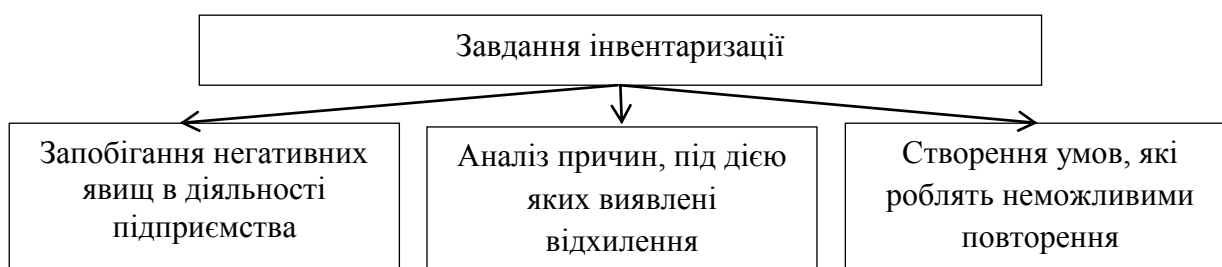 Завдання інвентаризації
Запобігання негативних
явищ в діяльності
підприємства
Аналіз причин, під дією
яких виявлені
відхилення
Створення умов, які
роблять неможливими
повторення